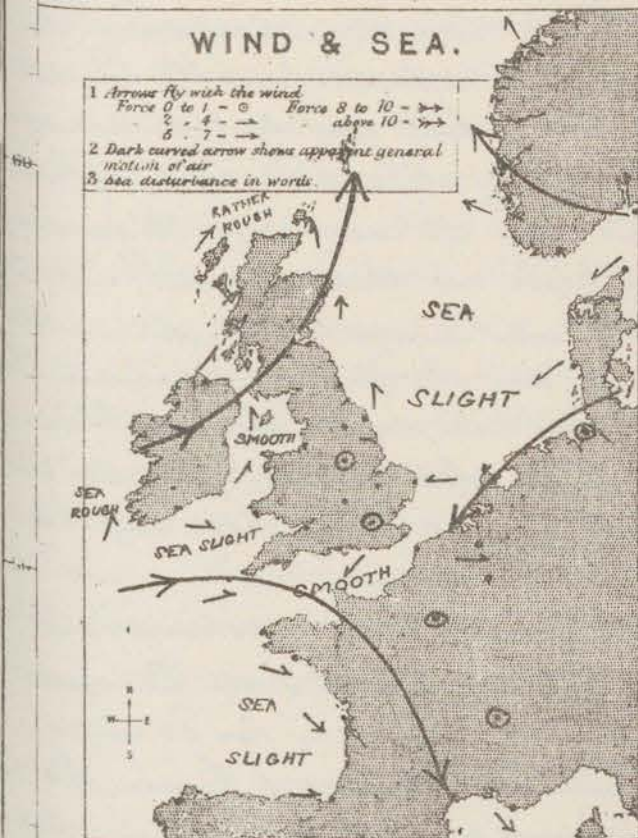 WIND & SEA.
1 Arrows fly with the wind
Force 0 to 1 - ⊙ Force 8 to 10 - ↣
2 „ 4 - ⇀ above 10 - ↣
6 „ 7 - →
2 Dark curved arrow shows apparent general
motion of air
3 Sea disturbance in words.
60
RATHER
ROUGH
SEA
SLIGHT
SMOOTH
SEA
ROUGH
SEA SLIGHT
SMOOTH
N
W E
S
SEA
SLIGHT